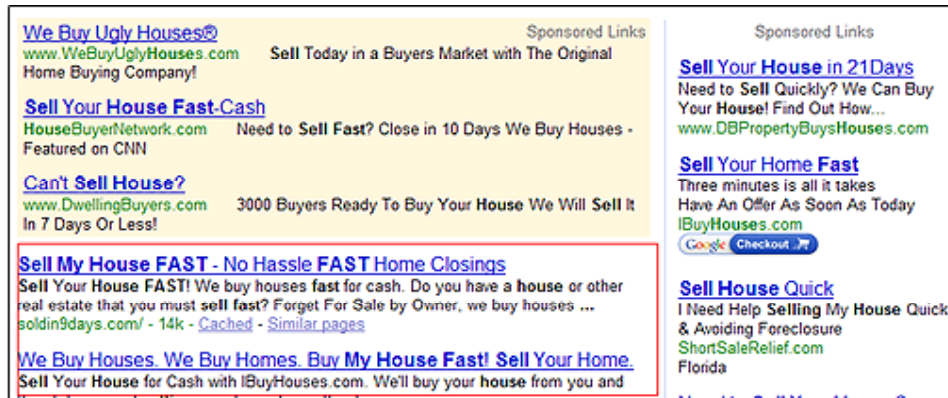 We Buy Ugly Houses®
Sponsored Links
www.WeBuyUglyHouses.com Sell Today in a Buyers Market with The Original
Home Buying Company!
Sell Your House Fast-Cash
HouseBuyerNetwork.com Need to Sell Fast? Close in 10 Days We Buy Houses -
Featured on CNN
Can't Sell House?
www.DwellingBuyers.com 3000 Buyers Ready To Buy Your House We Will Sell It
In 7 Days Or Less!
Sell My House FAST - No Hassle FAST Home Closings
Sell Your House FAST! We buy houses fast for cash. Do you have a house or other
real estate that you must sell fast? Forget For Sale by Owner, we buy houses ...
soldin9days.com/ - 14k - Cached - Similar pages
We Buy Houses. We Buy Homes. Buy My House Fast! Sell Your Home.
Sell Your House for Cash with IBuyHouses.com. We'll buy your house from you and
Sponsored Links
Sell Your House in 21Days
Need to Sell Quickly? We Can Buy
Your House! Find Out How...
www.DBPropertyBuysHouses.com
Sell Your Home Fast
Three minutes is all it takes
Have An Offer As Soon As Today
IBuyHouses.com
Google Checkout
Sell House Quick
I Need Help Selling My House Quick
& Avoiding Foreclosure
ShortSaleRelief.com
Florida